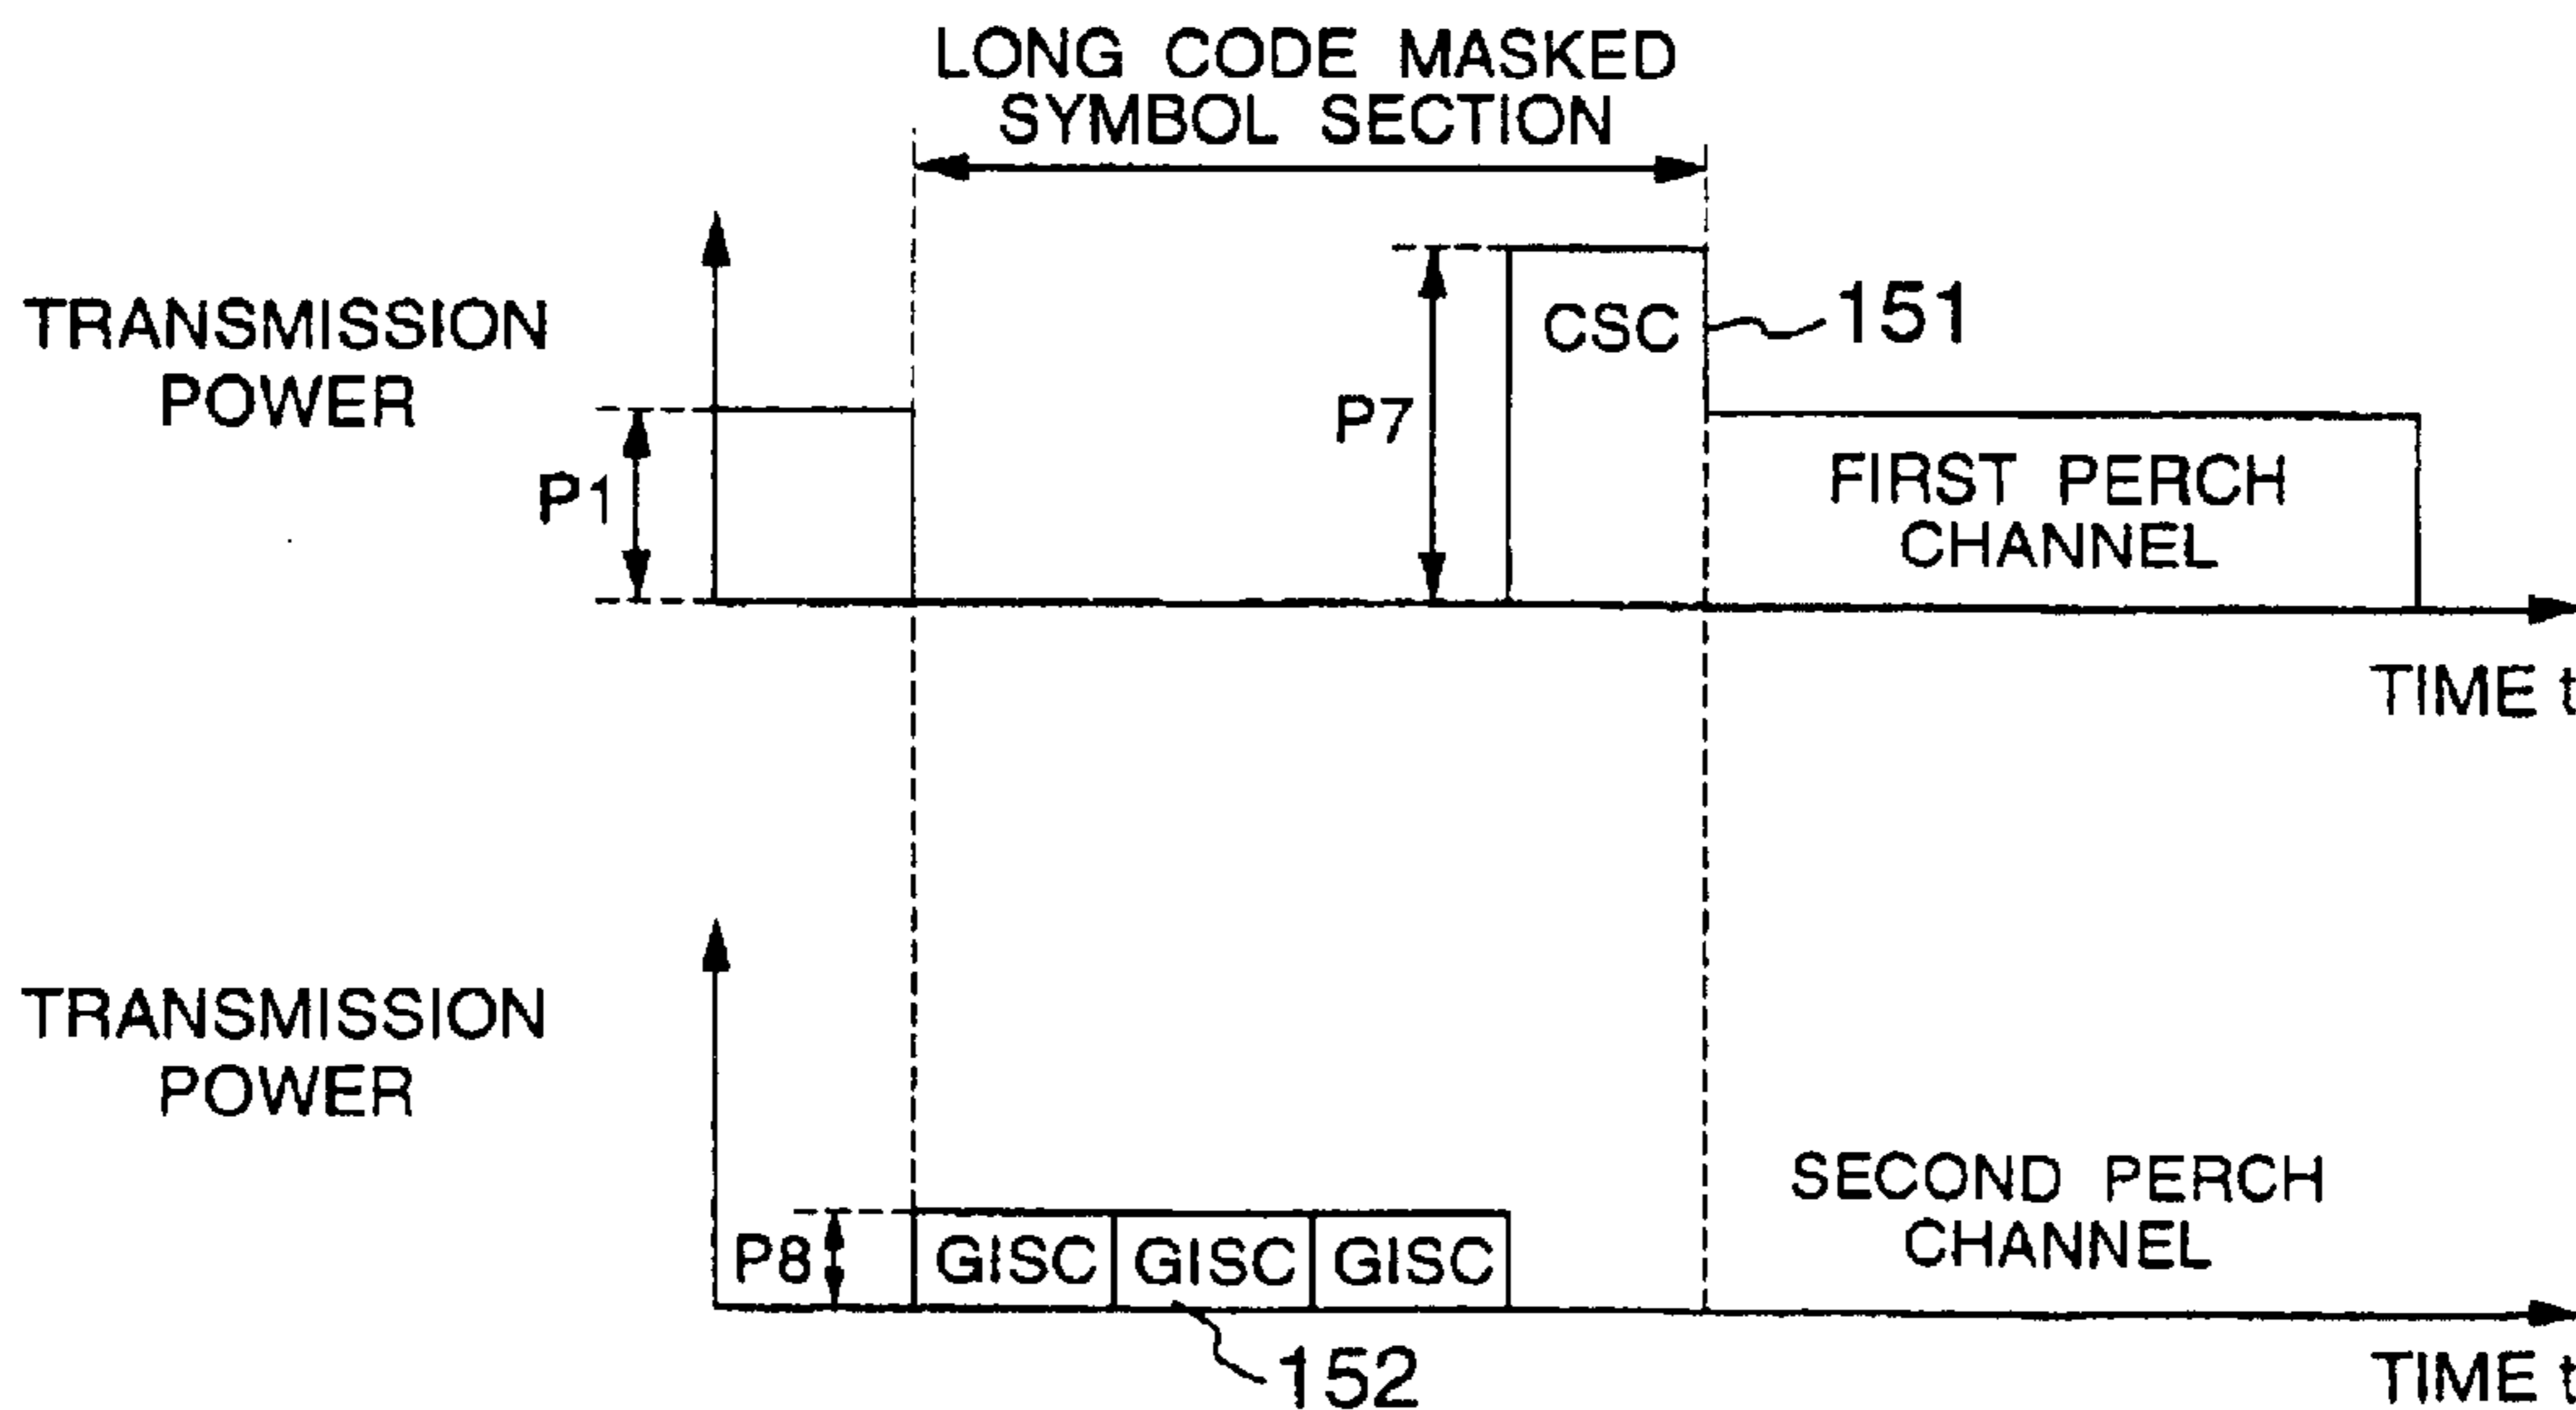 LONG CODE MASKED
SYMBOL SECTION
TRANSMISSION
POWER
P1
P7
CSC
151
FIRST PERCH
CHANNEL
TIME t
TRANSMISSION
POWER
P8
GISC GISC GISC
152
SECOND PERCH
CHANNEL
TIME t